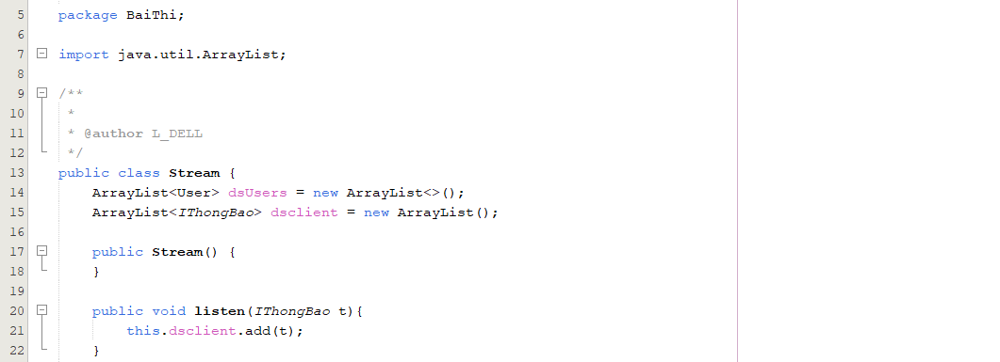 5 package BaiThi;
6
7 import java.util.ArrayList;
8
9 /**
10 *
11 * @author L_DELL
12 */
13 public class Stream {
14 ArrayList<User> dsUsers = new ArrayList<>();
15 ArrayList<IThongBao> dsclient = new ArrayList();
16
17 public Stream() {
18 }
19
20 public void listen(IThongBao t){
21 this.dsclient.add(t);
22 }